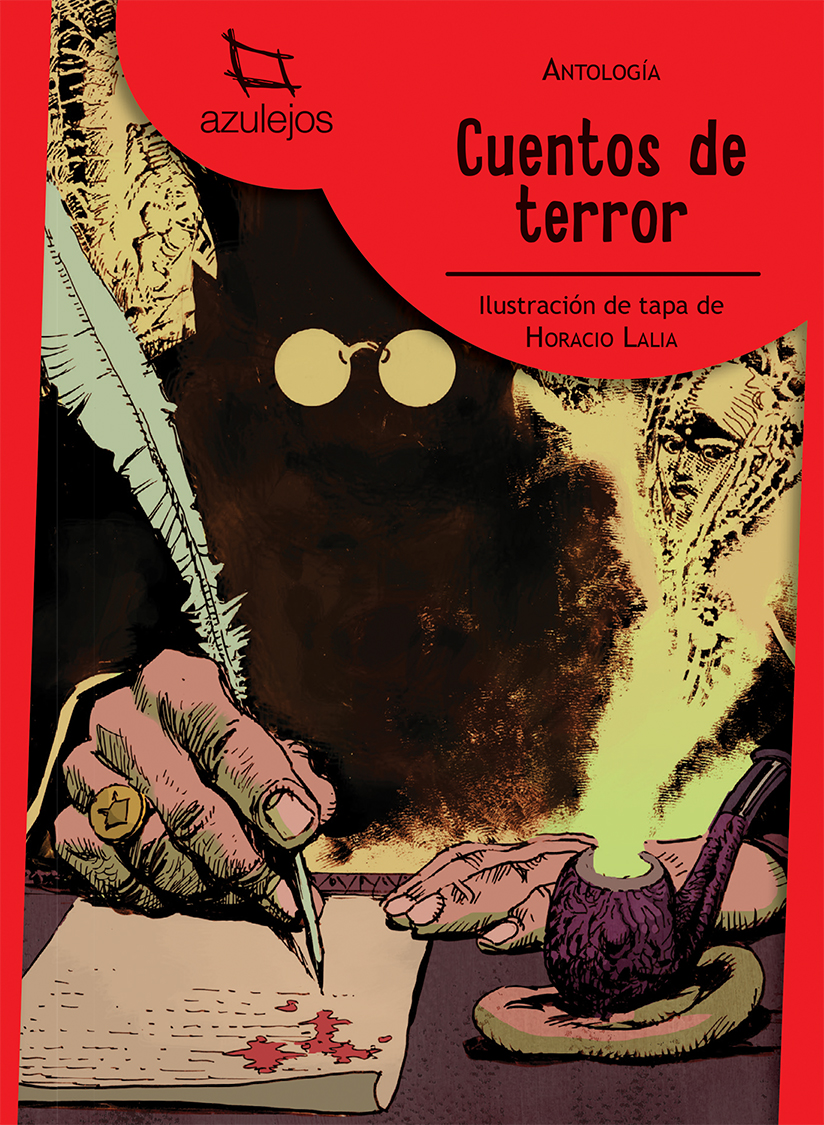 azulejos
Antología
Cuentos de
terror
Ilustración de tapa de
Horacio Lalia